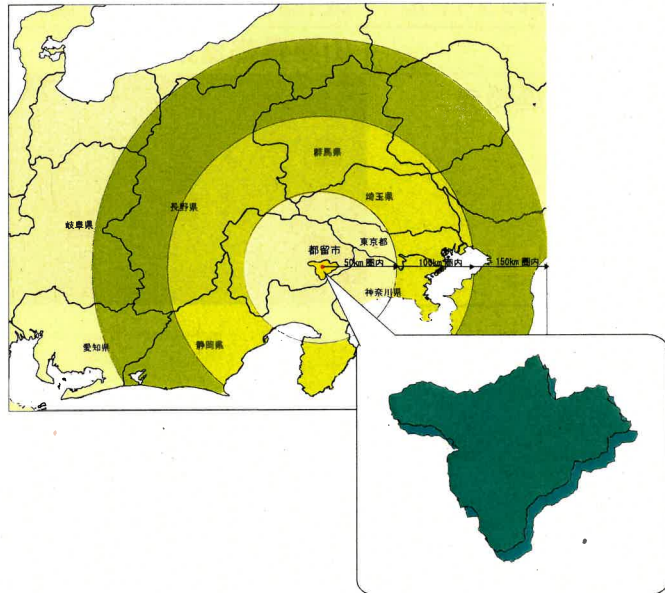 群馬県
埼玉県
長野県
岐阜県
東京都
都留市
50km圏内
100km圏内
150km圏内
神奈川県
静岡県
愛知県